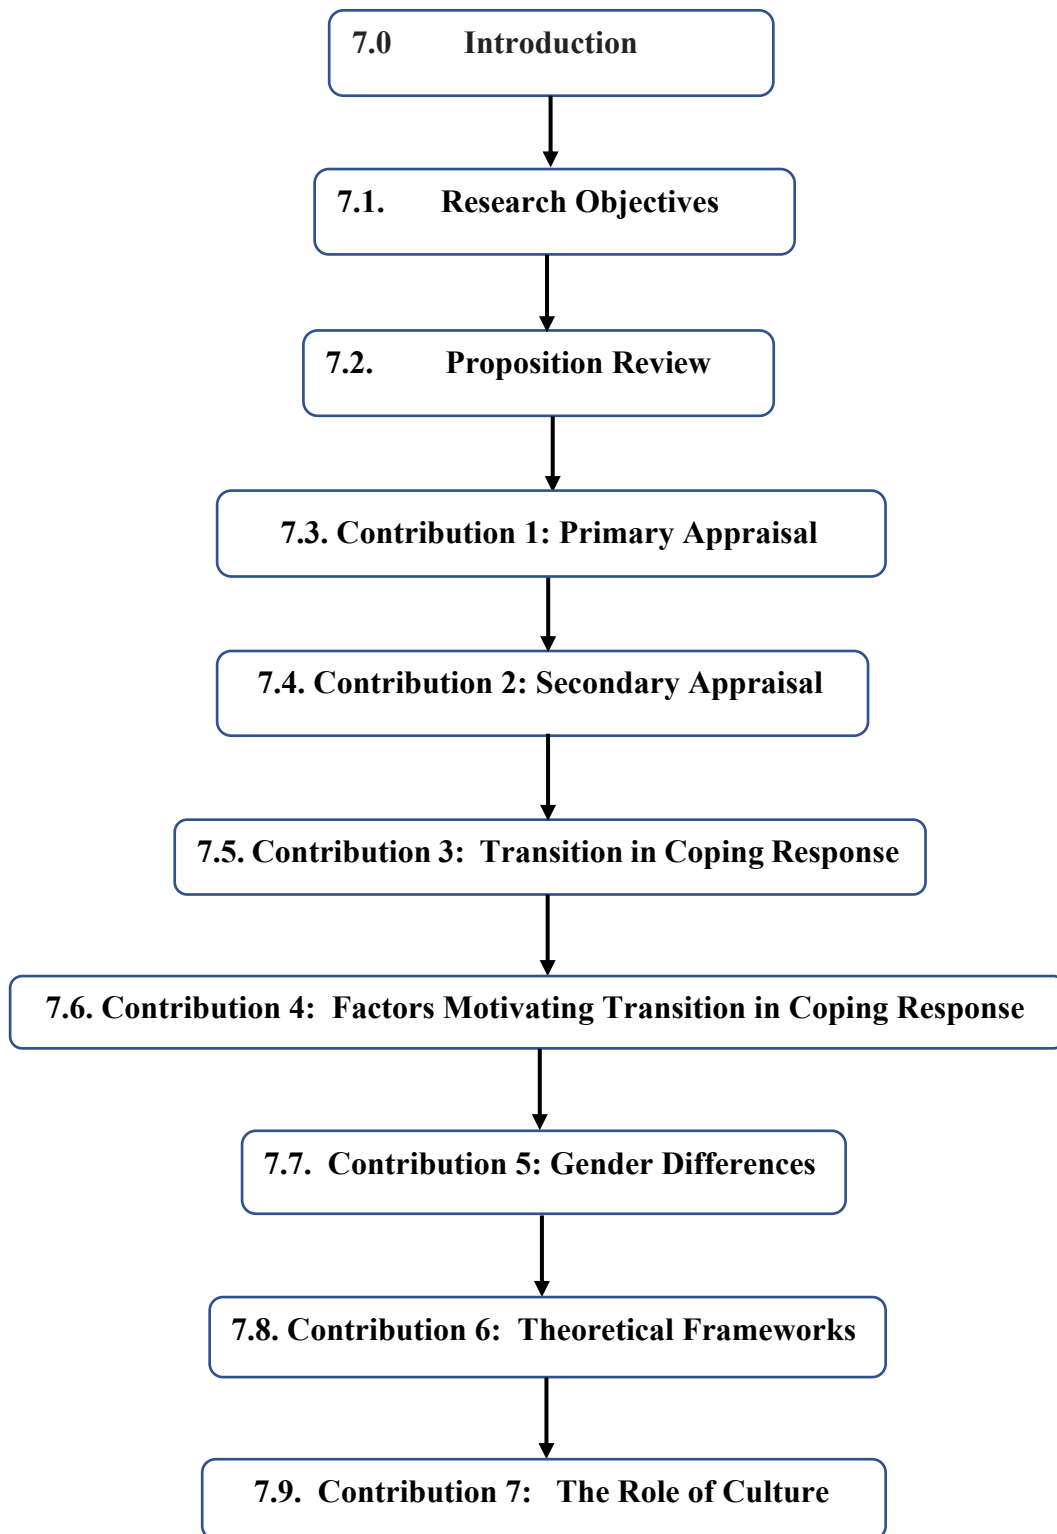 7.0 Introduction
7.1. Research Objectives
7.2. Proposition Review
7.3. Contribution 1: Primary Appraisal
7.4. Contribution 2: Secondary Appraisal
7.5. Contribution 3: Transition in Coping Response
7.6. Contribution 4: Factors Motivating Transition in Coping Response
7.7. Contribution 5: Gender Differences
7.8. Contribution 6: Theoretical Frameworks
7.9. Contribution 7: The Role of Culture